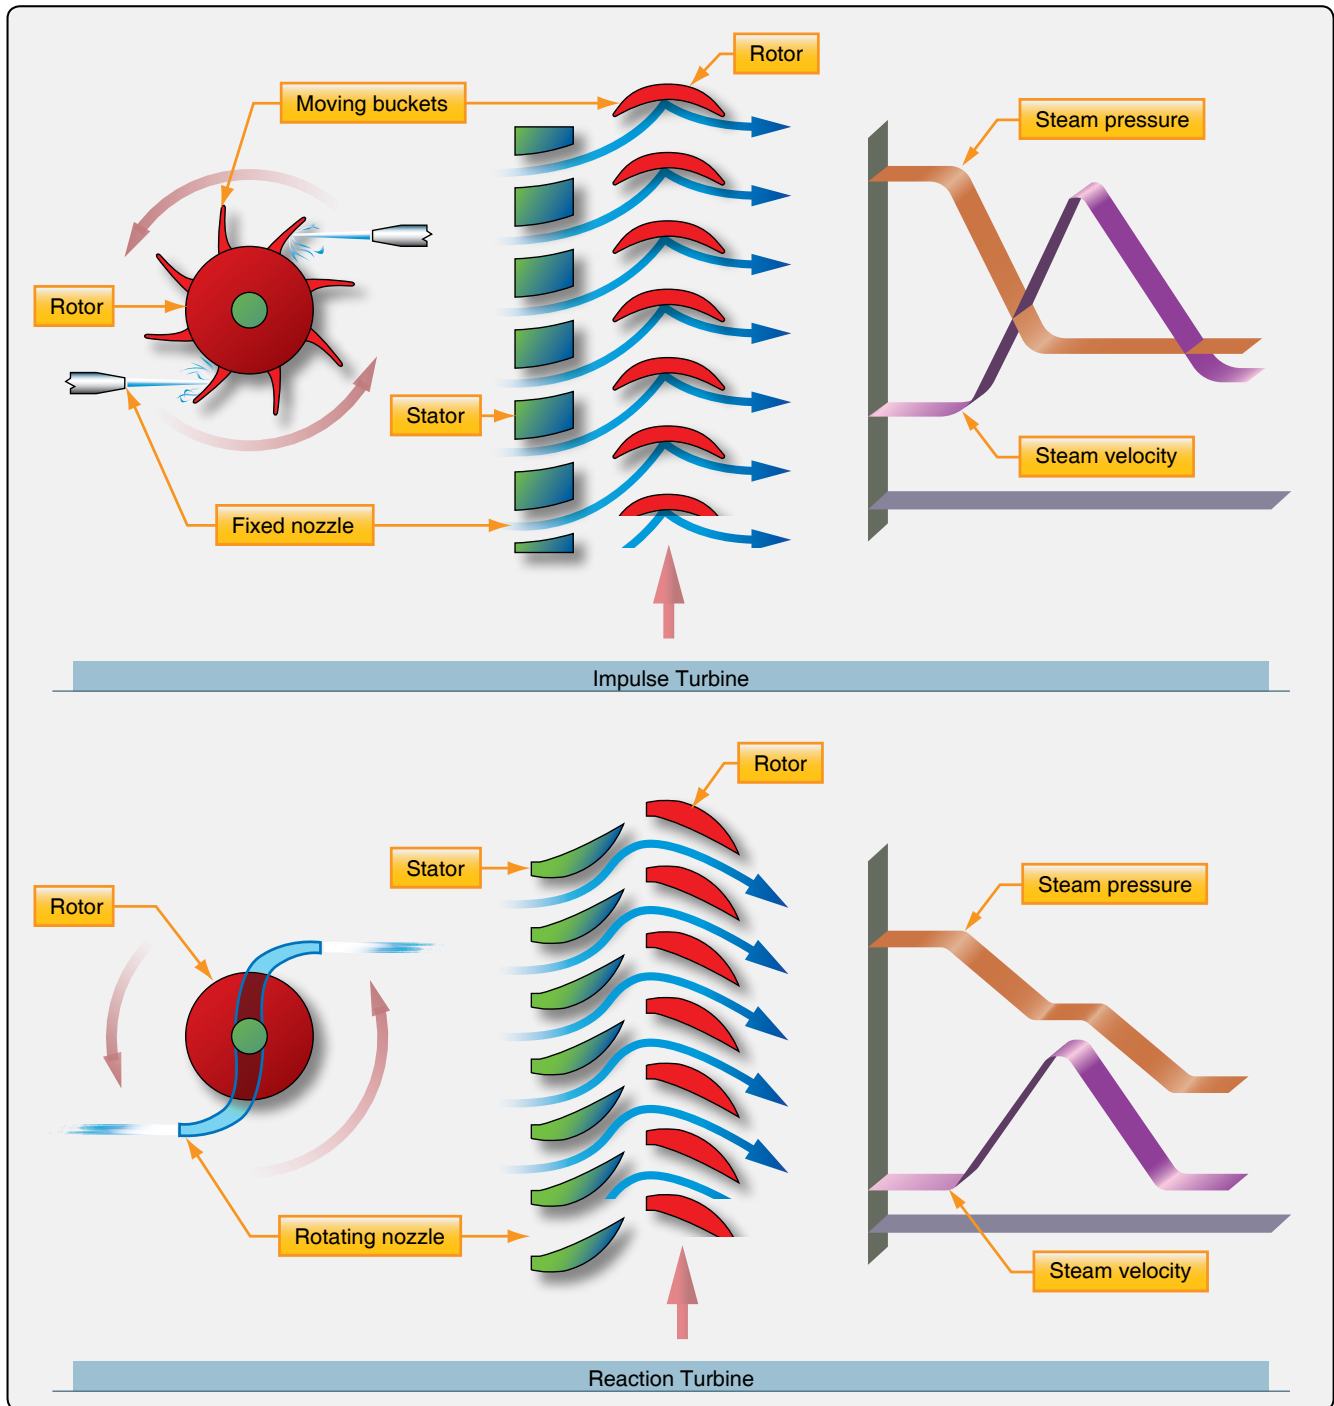 Rotor
Moving buckets
Steam pressure
Rotor
Stator
Steam velocity
Fixed nozzle
Impulse Turbine
Rotor
Stator
Steam pressure
Rotor
Rotating nozzle
Steam velocity
Reaction Turbine